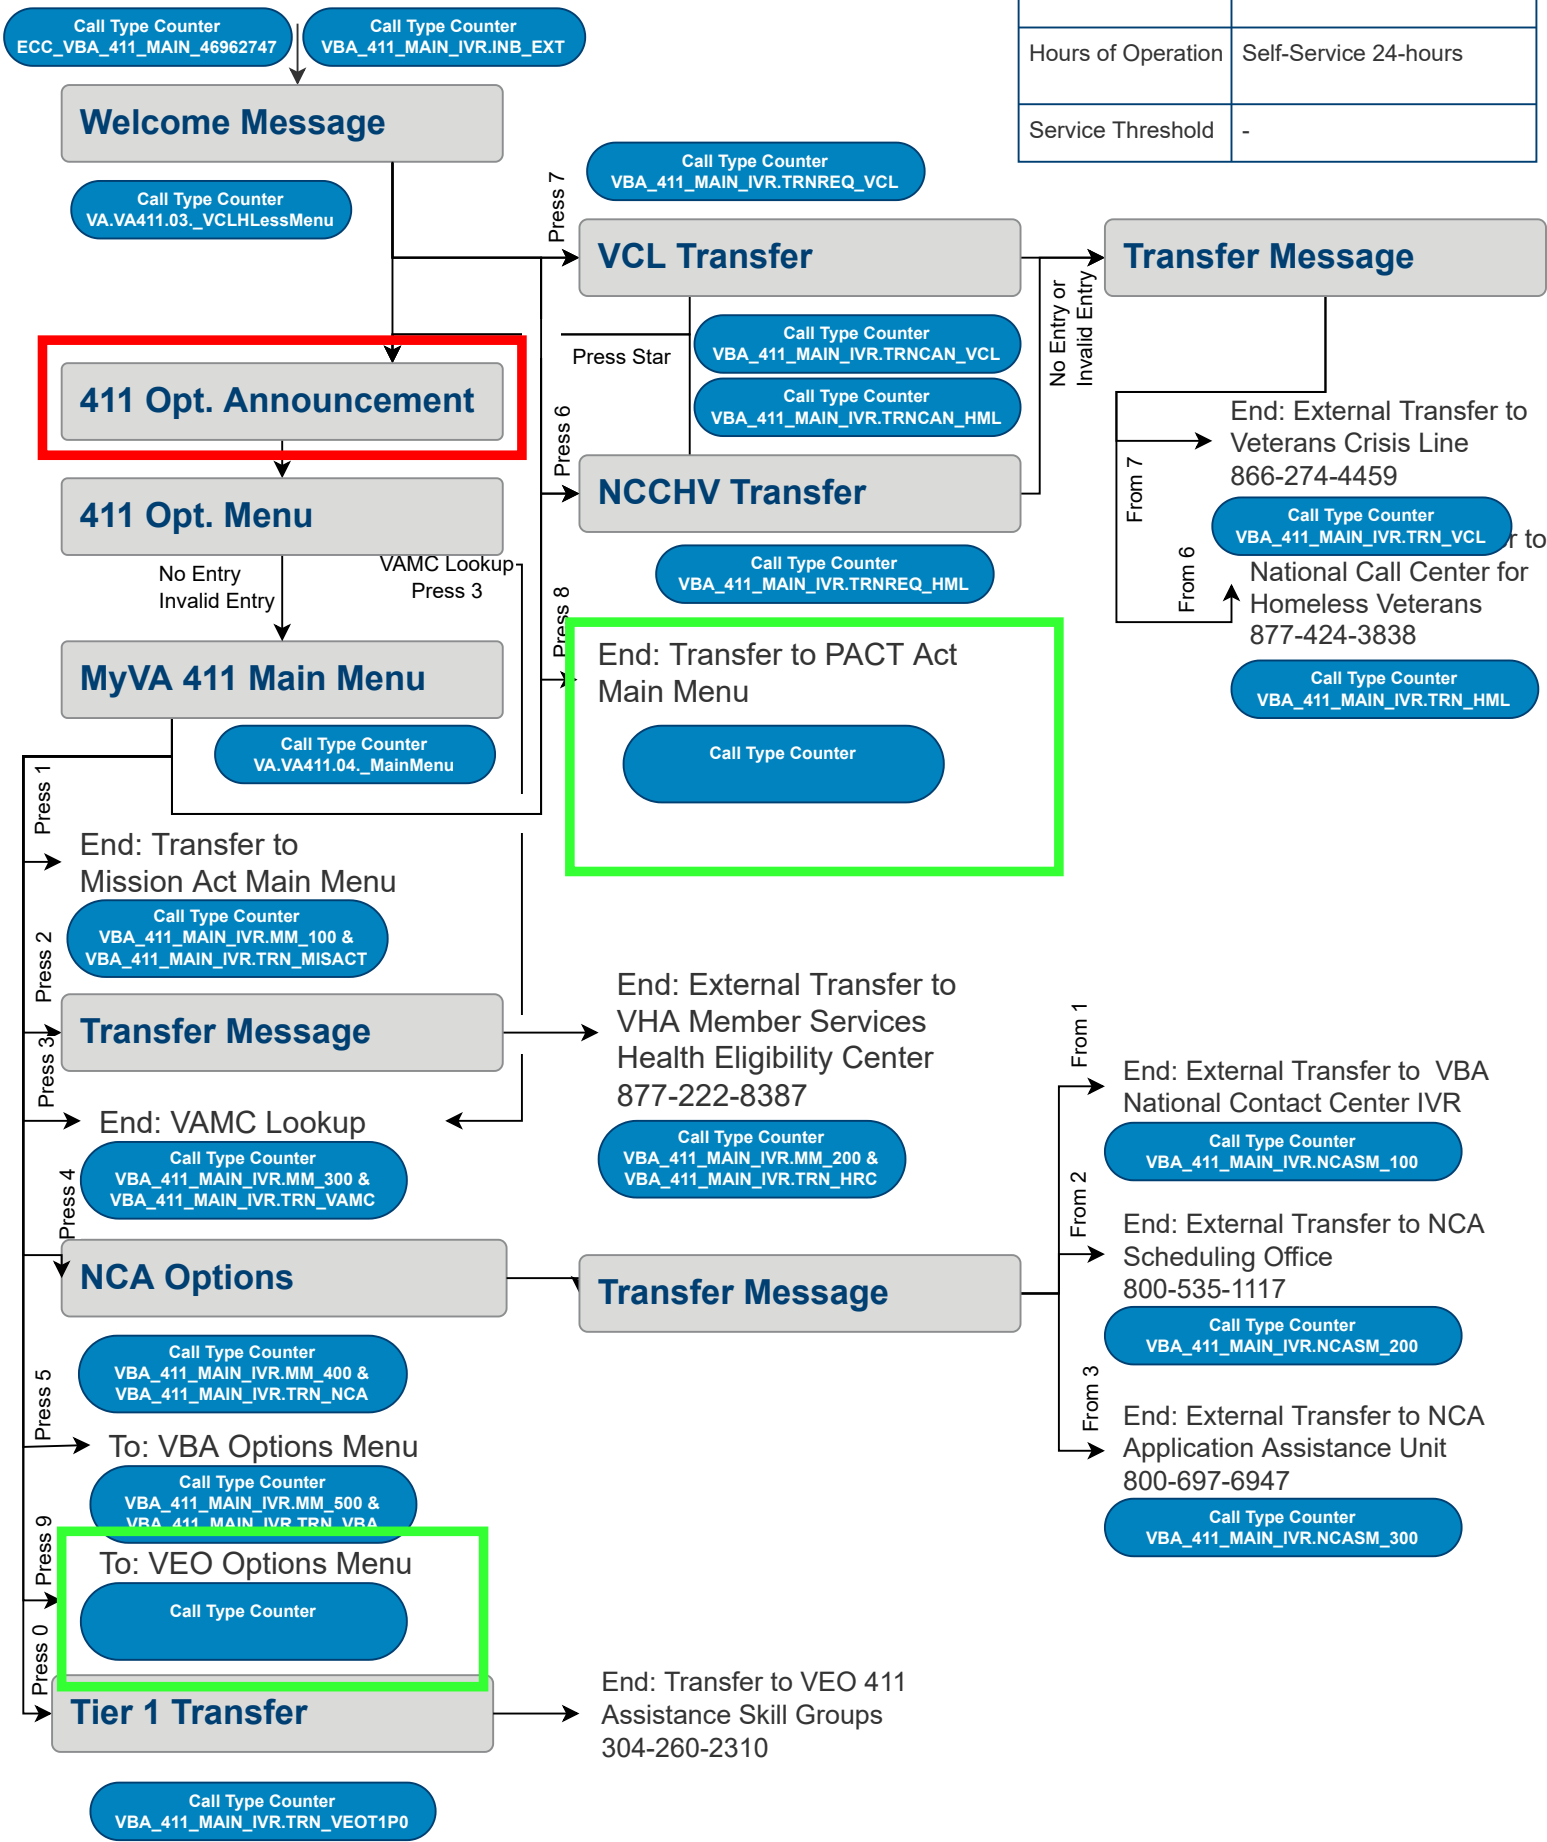 Call Type Counter
ECC_VBA_411_MAIN_46962747
Call Type Counter
VBA_411_MAIN_IVR.INB_EXT
Hours of Operation
Self-Service 24-hours
Service Threshold
-
Welcome Message
Call Type Counter
VA.VA411.03._VCLHLessMenu
Call Type Counter
VBA_411_MAIN_IVR.TRNREQ_VCL
Press 7
VCL Transfer
Transfer Message
No Entry or
Invalid Entry
Press Star
Call Type Counter
VBA_411_MAIN_IVR.TRNCAN_VCL
Call Type Counter
VBA_411_MAIN_IVR.TRNCAN_HML
411 Opt. Announcement
Press 6
NCCHV Transfer
Call Type Counter
VBA_411_MAIN_IVR.TRNREQ_HML
From 7
End: External Transfer to
Veterans Crisis Line
866-274-4459
Call Type Counter
VBA_411_MAIN_IVR.TRN_VCL
From 6
to
National Call Center for
Homeless Veterans
877-424-3838
Call Type Counter
VBA_411_MAIN_IVR.TRN_HML
411 Opt. Menu
No Entry
Invalid Entry
VAMC Lookup
Press 3
Press 8
End: Transfer to PACT Act
Main Menu
Call Type Counter
MyVA 411 Main Menu
Call Type Counter
VA.VA411.04._MainMenu
Press 1
End: Transfer to
Mission Act Main Menu
Call Type Counter
VBA_411_MAIN_IVR.MM_100 &
VBA_411_MAIN_IVR.TRN_MISACT
Press 2
Transfer Message
End: External Transfer to
VHA Member Services
Health Eligibility Center
877-222-8387
Call Type Counter
VBA_411_MAIN_IVR.MM_200 &
VBA_411_MAIN_IVR.TRN_HRC
Press 3
End: VAMC Lookup
Call Type Counter
VBA_411_MAIN_IVR.MM_300 &
VBA_411_MAIN_IVR.TRN_VAMC
Press 4
NCA Options
Transfer Message
Call Type Counter
VBA_411_MAIN_IVR.MM_400 &
VBA_411_MAIN_IVR.TRN_NCA
From 1
End: External Transfer to  VBA
National Contact Center IVR
Call Type Counter
VBA_411_MAIN_IVR.NCASM_100
From 2
End: External Transfer to NCA
Scheduling Office
800-535-1117
Call Type Counter
VBA_411_MAIN_IVR.NCASM_200
From 3
End: External Transfer to NCA
Application Assistance Unit
800-697-6947
Call Type Counter
VBA_411_MAIN_IVR.NCASM_300
Press 5
To: VBA Options Menu
Call Type Counter
VBA_411_MAIN_IVR.MM_500 &
VBA_411_MAIN_IVR.TRN_VBA
Press 9
To: VEO Options Menu
Call Type Counter
Press 0
Tier 1 Transfer
End: Transfer to VEO 411
Assistance Skill Groups
304-260-2310
Call Type Counter
VBA_411_MAIN_IVR.TRN_VEOT1P0